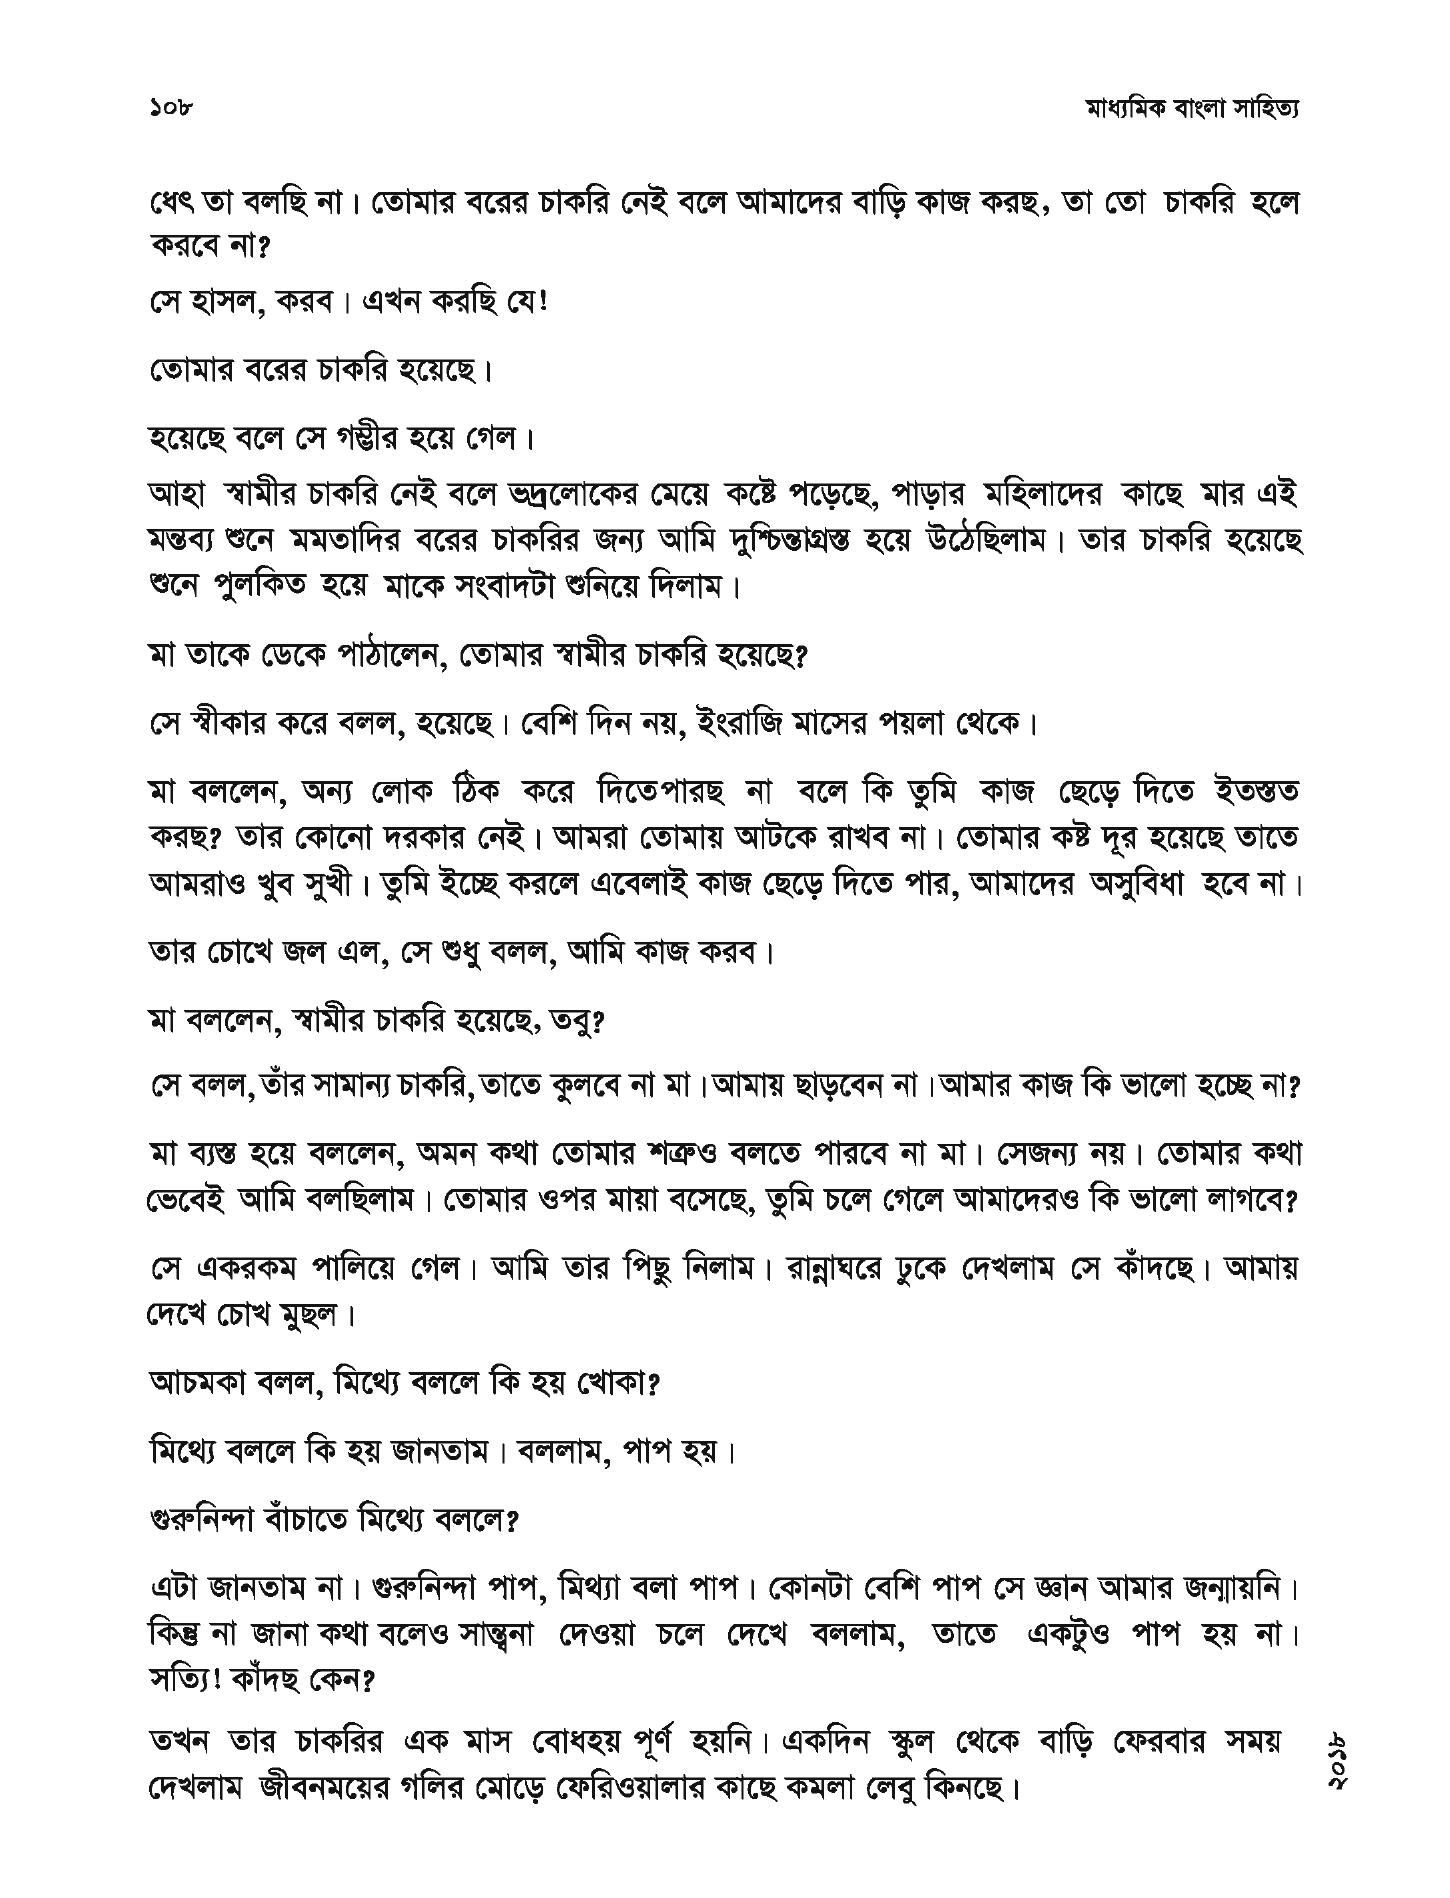 ১০৮ মাধ্যমিক বাংলা সাহিত্য
ধেৎ তা বলছি না। তোমার বরের চাকরি নেই বলে আমাদের বাড়ি কাজ করছ, তা তো চাকরি হলে
করবে না?
সে হাসল, করব। এখন করছি যে!
তোমার বরের চাকরি হয়েছে।
হয়েছে বলে সে গম্ভীর হয়ে গেল।
আহা স্বামীর চাকরি নেই বলে ভদ্রলোকের মেয়ে কষ্টে পড়েছে, পাড়ার মহিলাদের কাছে মার এই
মন্তব্য শুনে মমতাদির বরের চাকরির জন্য আমি দুশ্চিন্তাগ্রস্ত হয়ে উঠেছিলাম। তার চাকরি হয়েছে
শুনে পুলকিত হয়ে মাকে সংবাদটা শুনিয়ে দিলাম।
মা তাকে ডেকে পাঠালেন, তোমার স্বামীর চাকরি হয়েছে?
সে স্বীকার করে বলল, হয়েছে। বেশি দিন নয়, ইংরাজি মাসের পয়লা থেকে।
মা বললেন, অন্য লোক ঠিক করে দিতেপারছ না বলে কি তুমি কাজ ছেড়ে দিতে ইতস্তত
করছ? তার কোনো দরকার নেই। আমরা তোমায় আটকে রাখব না। তোমার কষ্ট দূর হয়েছে তাতে
আমরাও খুব সুখী। তুমি ইচ্ছে করলে এবেলাই কাজ ছেড়ে দিতে পার, আমাদের অসুবিধা হবে না।
তার চোখে জল এল, সে শুধু বলল, আমি কাজ করব।
মা বললেন, স্বামীর চাকরি হয়েছে, তবু?
সে বলল, তাঁর সামান্য চাকরি, তাতে কুলবে না মা। আমায় ছাড়বেন না। আমার কাজ কি ভালো হচ্ছে না?
মা ব্যস্ত হয়ে বললেন, অমন কথা তোমার শত্রুও বলতে পারবে না মা। সেজন্য নয়। তোমার কথা
ভেবেই আমি বলছিলাম। তোমার ওপর মায়া বসেছে, তুমি চলে গেলে আমাদেরও কি ভালো লাগবে?
সে একরকম পালিয়ে গেল। আমি তার পিছু নিলাম। রান্নাঘরে ঢুকে দেখলাম সে কাঁদছে। আমায়
দেখে চোখ মুছল।
আচমকা বলল, মিথ্যে বললে কি হয় খোকা?
মিথ্যে বললে কি হয় জানতাম। বললাম, পাপ হয়।
গুরুনিন্দা বাঁচাতে মিথ্যে বললে?
এটা জানতাম না। গুরুনিন্দা পাপ, মিথ্যা বলা পাপ। কোনটা বেশি পাপ সে জ্ঞান আমার জন্মায়নি।
কিন্তু না জানা কথা বলেও সান্ত্বনা দেওয়া চলে দেখে বললাম, তাতে একটুও পাপ হয় না।
সত্যি! কাঁদছ কেন?
তখন তার চাকরির এক মাস বোধহয় পূর্ণ হয়নি। একদিন স্কুল থেকে বাড়ি ফেরবার সময়
দেখলাম জীবনময়ের গলির মোড়ে ফেরিওয়ালার কাছে কমলা লেবু কিনছে।
২০১৮